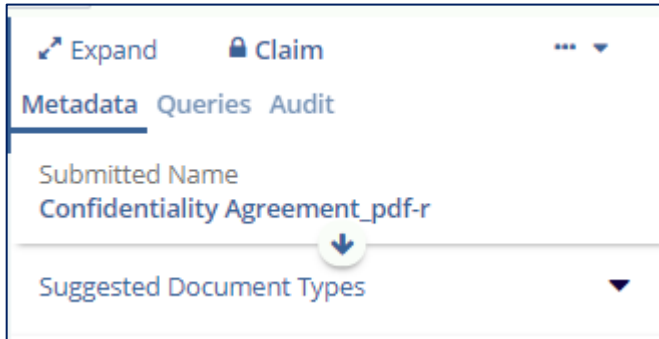 Expand Claim ...
Metadata Queries Audit
Submitted Name
Confidentiality Agreement_pdf-r
Suggested Document Types